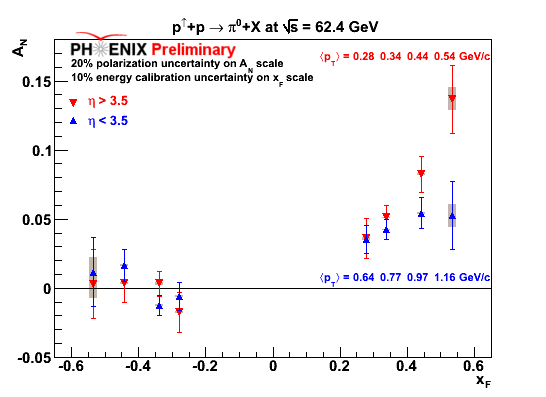 p↑+p → π⁰+X at √s = 62.4 GeV
PHENIX Preliminary
20% polarization uncertainty on A_N scale
10% energy calibration uncertainty on x_F scale
η > 3.5
η < 3.5
⟨p_T⟩ = 0.28 0.34 0.44 0.54 GeV/c
⟨p_T⟩ = 0.64 0.77 0.97 1.16 GeV/c
A_N
0.15
0.1
0.05
0
-0.05
-0.6 -0.4 -0.2 0 0.2 0.4 0.6
x_F